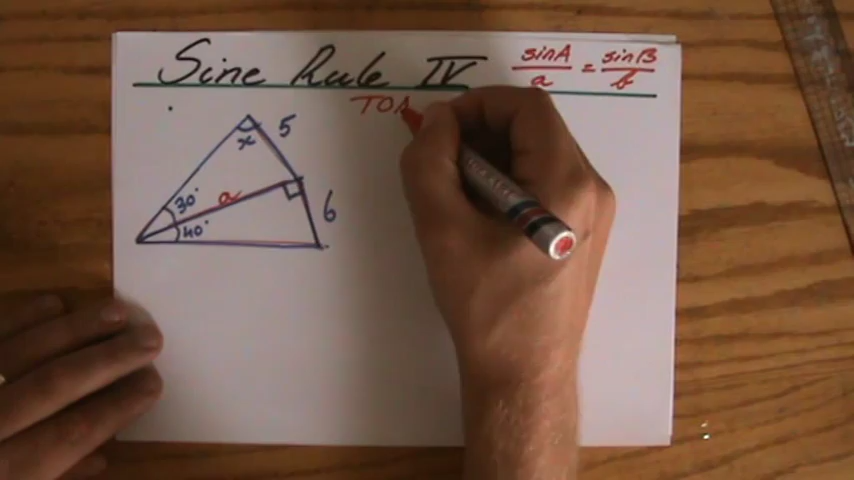 Sine Rule IV
sinA/a = sinB/b
TOA
5
x
30°
a
6
40°